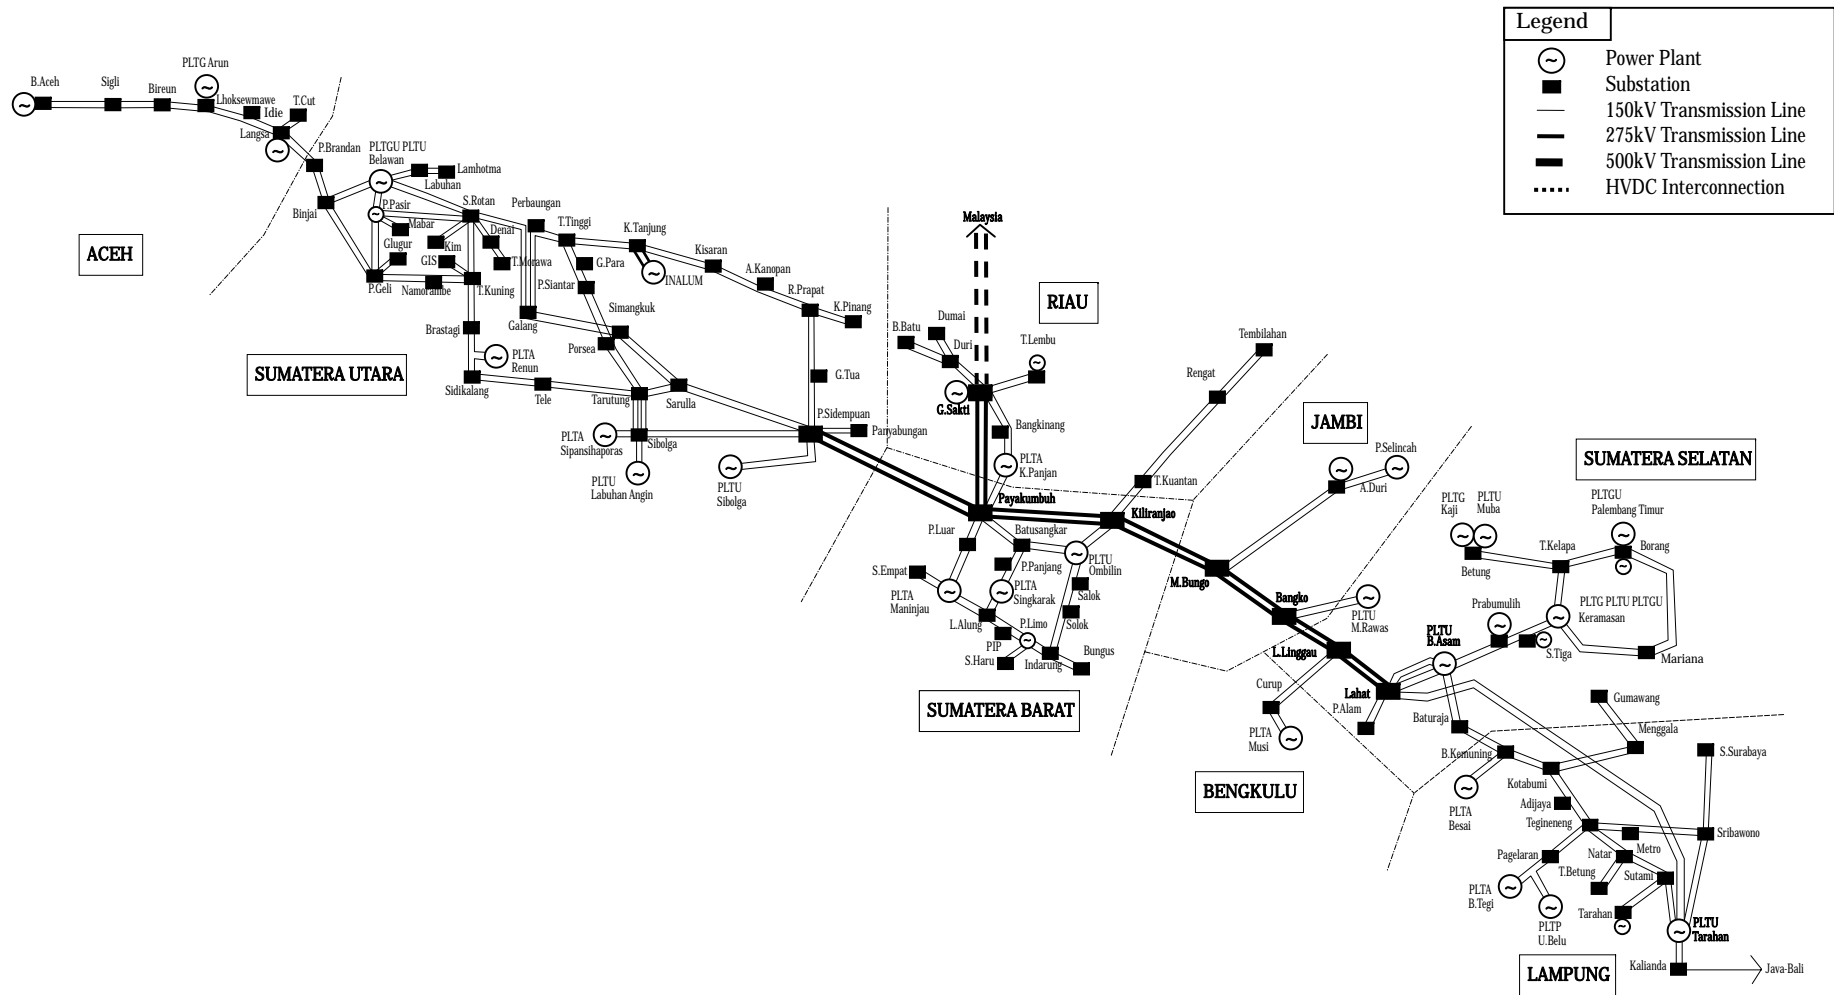 Legend
Power Plant
Substation
150kV Transmission Line
275kV Transmission Line
500kV Transmission Line
HVDC Interconnection
B.Aceh
Sigli
Bireun
PLTG Arun
Lhoksewmawe
Idie
T.Cut
Langsa
P.Brandan
PLTGU PLTU
Belawan
Lamhotma
Labuhan
Binjai
P.Pasir
Mabar
Glugur
P.Geli
Namorambe
S.Rotan
Kim
GIS
Denai
T.Morawa
T.Kuning
Perbaungan
T.Tinggi
K.Tanjung
INALUM
Kisaran
A.Kanopan
R.Prapat
K.Pinang
G.Para
P.Siantar
Galang
Simangkuk
Porsea
Brastagi
PLTA
Renun
Sidikalang
Tele
Tarutung
Sarulla
G.Tua
P.Sidempuan
Panyabungan
PLTA
Sipansihaporas
Sibolga
PLTU
Labuhan Angin
PLTU
Sibolga
ACEH
SUMATERA UTARA
Malaysia
RIAU
B.Batu
Dumai
Duri
T.Lembu
G.Sakti
Bangkinang
PLTA
K.Panjan
Tembilahan
Rengat
T.Kuantan
Payakumbuh
Kiliranjao
P.Luar
Batusangkar
S.Empat
PLTA
Maninjau
P.Panjang
PLTA
Singkarak
PLTU
Ombilin
Salok
Solok
L.Alung
P.Limo
PIP
S.Haru
Indarung
Bungus
SUMATERA BARAT
JAMBI
P.Selincah
A.Duri
M.Bungo
Bangko
PLTU
M.Rawas
L.Linggau
Lahat
Curup
PLTA
Musi
P.Alam
BENGKULU
SUMATERA SELATAN
PLTG
Kaji
PLTU
Muba
Betung
PLTGU
Palembang Timur
T.Kelapa
Borang
PLTG PLTU PLTGU
Keramasan
Prabumulih
S.Tiga
Mariana
PLTU
B.Asam
Baturaja
Gumawang
Menggala
B.Kemuning
PLTA
Besai
Kotabumi
S.Surabaya
Adijaya
Tegineneng
Sribawono
Metro
Pagelaran
Natar
T.Betung
Sutami
PLTA
B.Tegi
PLTP
U.Belu
Tarahan
PLTU
Tarahan
Kalianda
Java-Bali
LAMPUNG